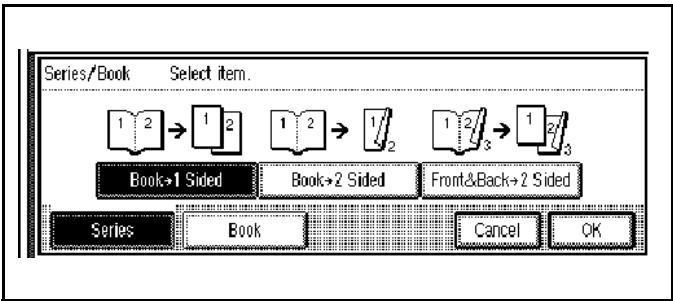 Series/Book Select item.
1 2 → 1 2 1 2 → 1/2 1 2/3 → 1 2/3
Book→1 Sided Book→2 Sided Front&Back→2 Sided
Series Book Cancel OK